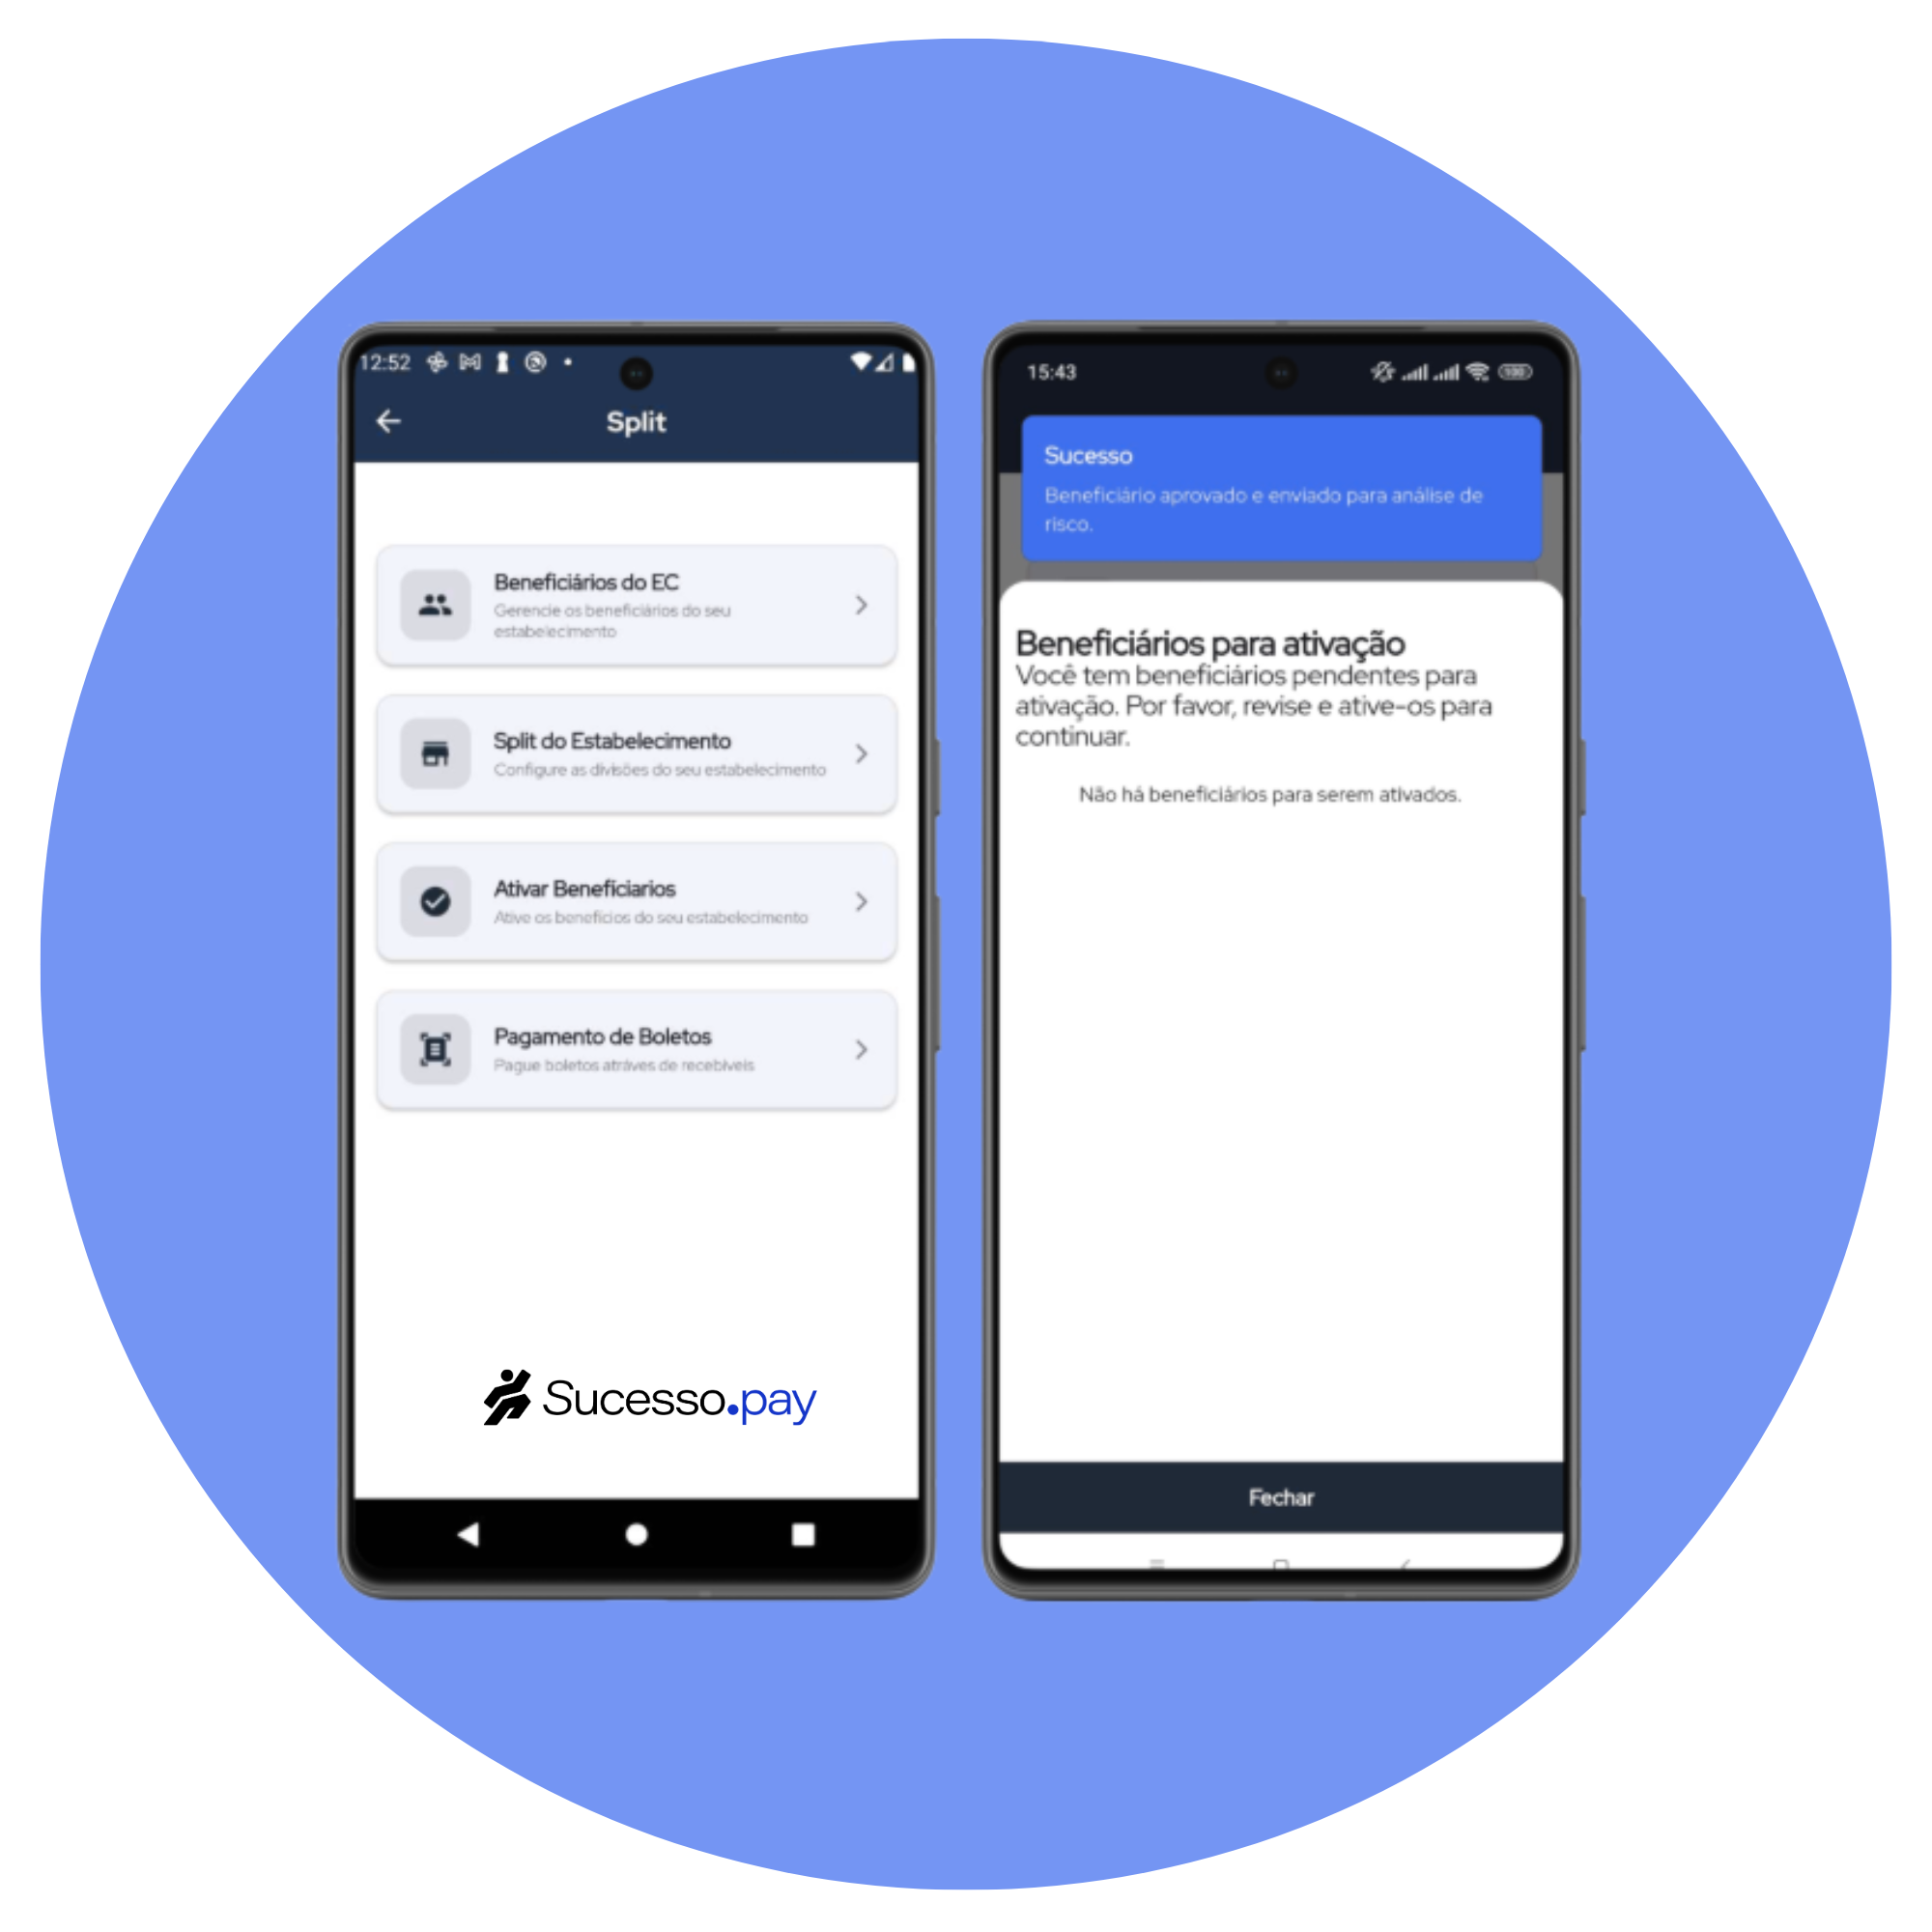 12:52
Split
Beneficiários do EC
Gerencie os beneficiários do seu
estabelecimento
Split do Estabelecimento
Configure as divisões do seu estabelecimento
Ativar Beneficiarios
Ative os benefícios do seu estabelecimento
Pagamento de Boletos
Pague boletos atráves de recebíveis
Sucesso.pay
15:43
100
Sucesso
Beneficiário aprovado e enviado para análise de
risco.
Beneficiários para ativação
Você tem beneficiários pendentes para
ativação. Por favor, revise e ative-os para
continuar.
Não há beneficiários para serem ativados.
Fechar